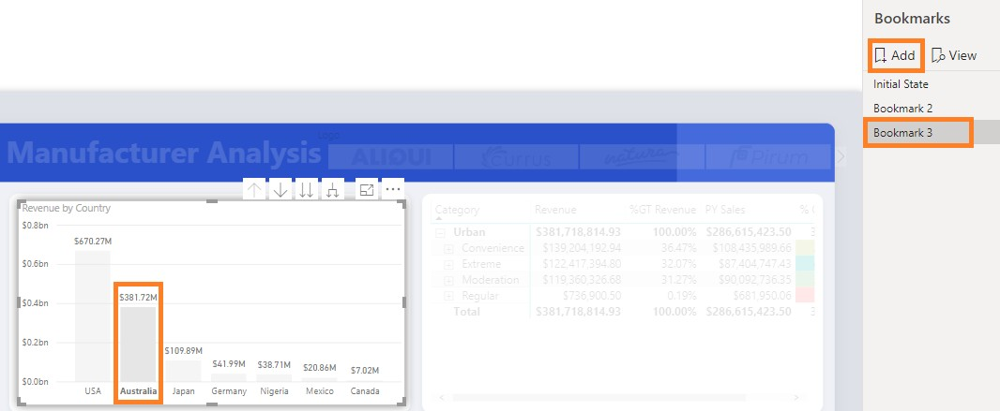 Bookmarks
Add
View
Initial State
Bookmark 2
Bookmark 3
Manufacturer Analysis
Logo
ALIQUI
Currus
natura
Pirum
Revenue by Country
$0.8bn
$0.6bn
$0.4bn
$0.2bn
$0.0bn
$670.27M
$381.72M
$109.89M
$41.99M
$38.71M
$20.86M
$7.02M
USA Australia Japan Germany Nigeria Mexico Canada
Category Revenue %GT Revenue PY Sales
Urban $381,718,814.93 100.00% $286,615,423.50
Convenience $139,204,192.94 36.47% $108,435,989.66
Extreme $122,417,394.80 32.07% $87,404,747.43
Moderation $119,360,326.68 31.27% $90,092,736.35
Regular $736,900.50 0.19% $681,950.06
Total $381,718,814.93 100.00% $286,615,423.50